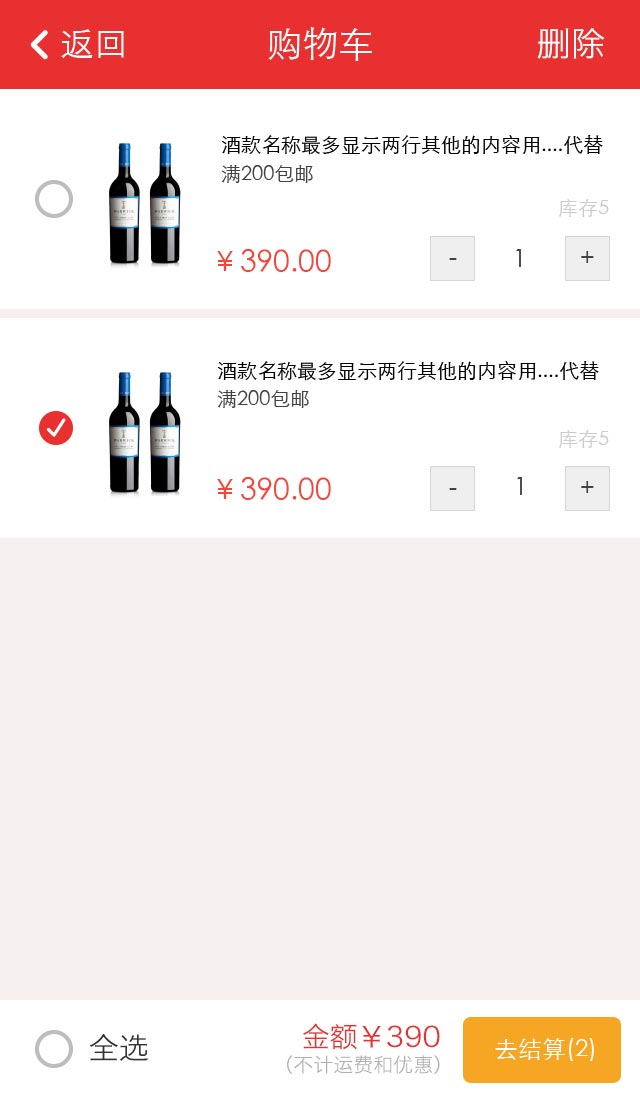 返回 购物车 删除
酒款名称最多显示两行其他的内容用....代替
满200包邮
库存5
¥ 390.00 - 1 +
酒款名称最多显示两行其他的内容用....代替
满200包邮
库存5
¥ 390.00 - 1 +
全选 金额¥390 去结算(2)
(不计运费和优惠)